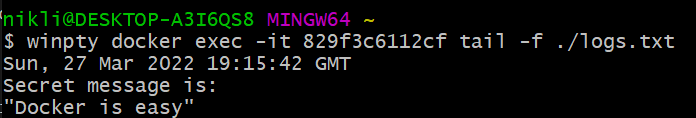 nikli@DESKTOP-A3I6QS8 MINGW64 ~
$ winpty docker exec -it 829f3c6112cf tail -f ./logs.txt
Sun, 27 Mar 2022 19:15:42 GMT
Secret message is:
"Docker is easy"